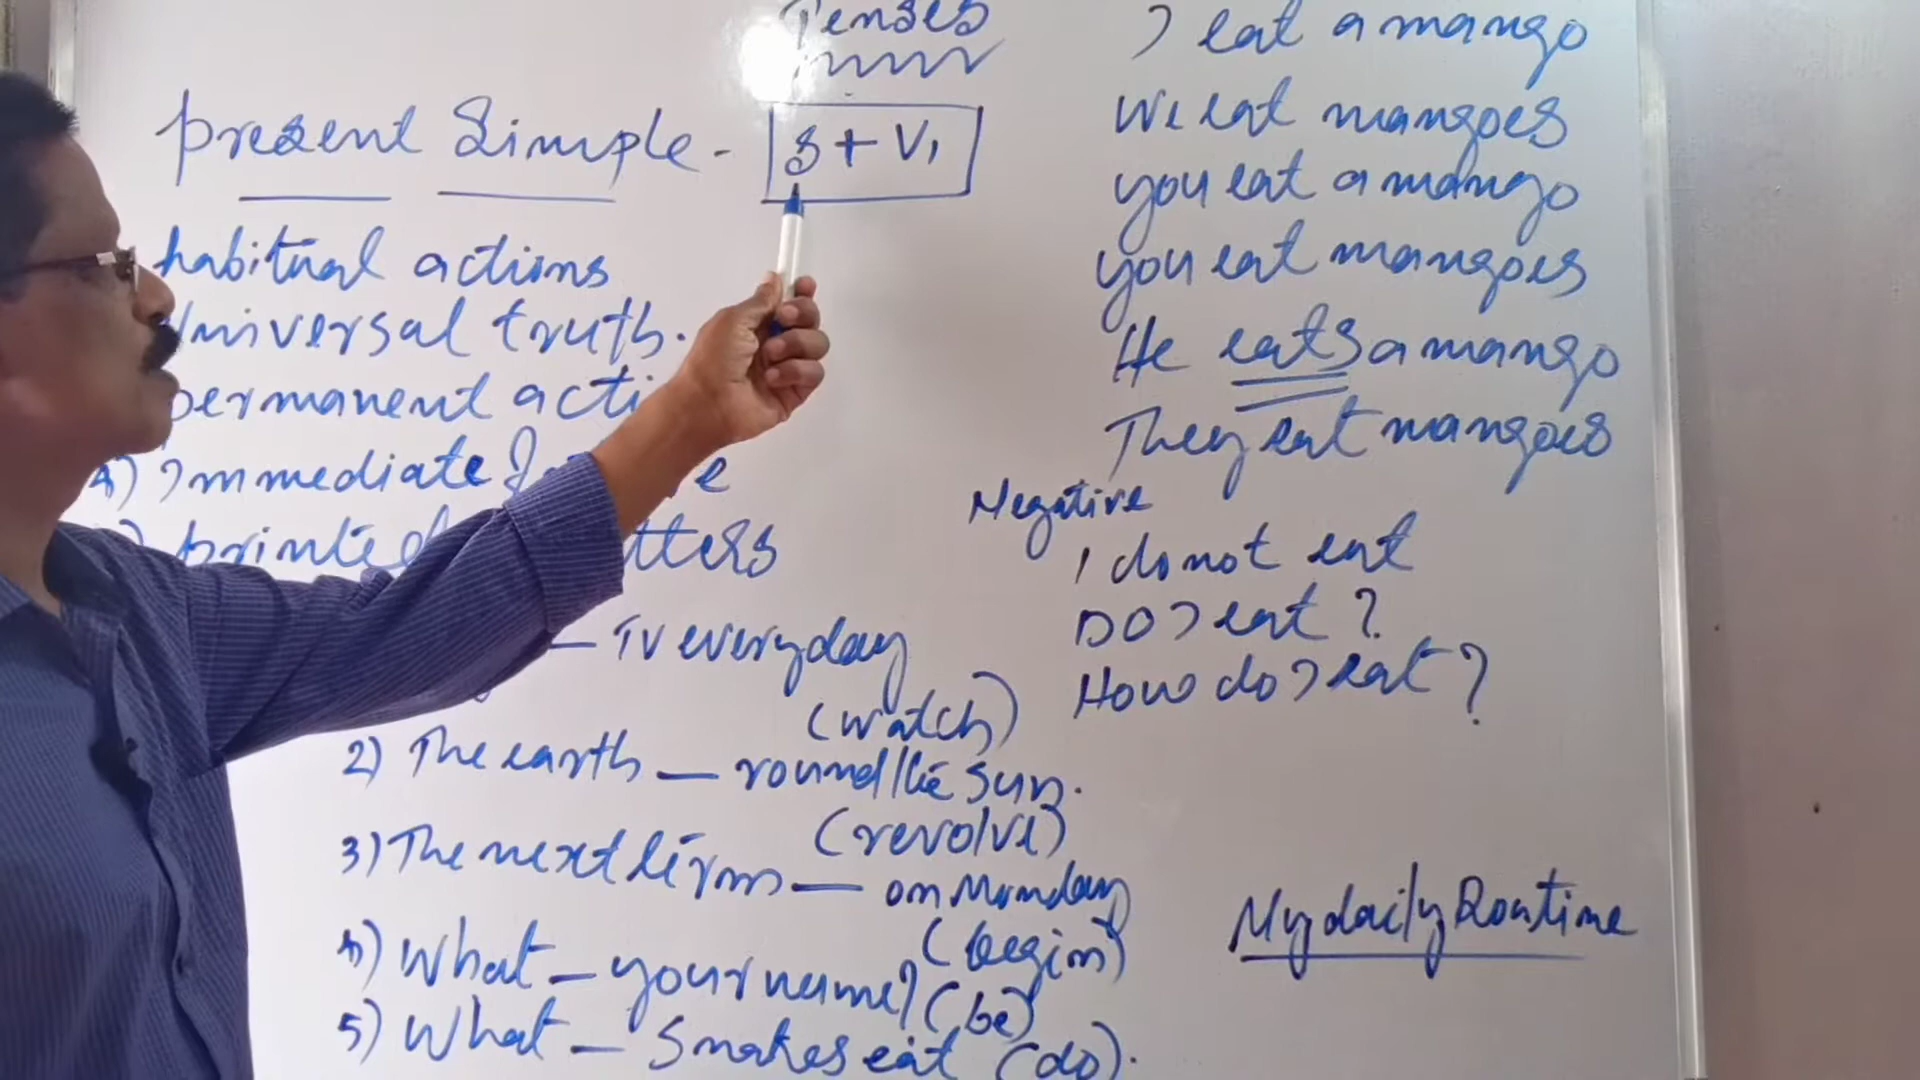 Tenses
present Simple - S + V1
habitual actions
Universal truth.
permanent acti
4) Immediate
printed
TV everyday
(watch)
2) The earth — round the sun.
(revolve)
3) The next term — on Monday
(begin)
4) What — your name? (be)
5) What — Snakes eat (do).
I eat a mango
We eat mangoes
you eat a mango
you eat mangoes
He eats a mango
They eat mangoes
Negative
I do not eat
DO I eat ?
How do I eat ?
My daily Routine